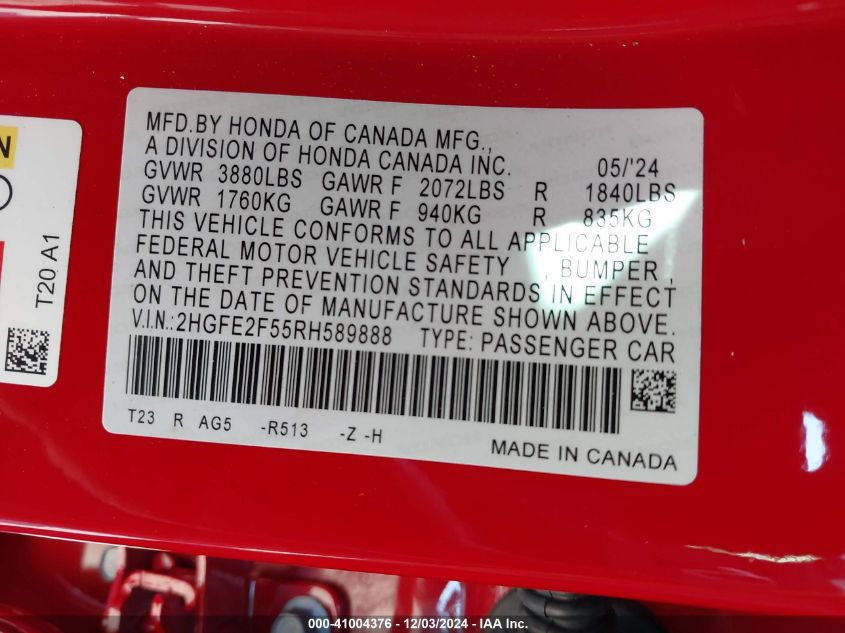 MFD.BY HONDA OF CANADA MFG.,
A DIVISION OF HONDA CANADA INC. 05/'24
GVWR 3880LBS GAWR F 2072LBS R 1840LBS
GVWR 1760KG GAWR F 940KG R 835KG
THIS VEHICLE CONFORMS TO ALL APPLICABLE
FEDERAL MOTOR VEHICLE SAFETY , BUMPER ,
AND THEFT PREVENTION STANDARDS IN EFFECT
ON THE DATE OF MANUFACTURE SHOWN ABOVE.
V.I.N.:2HGFE2F55RH589888 TYPE: PASSENGER CAR
T23 R AG5 -R513 -Z -H
MADE IN CANADA
N
T20 A1
000-41004376 - 12/03/2024 - IAA Inc.